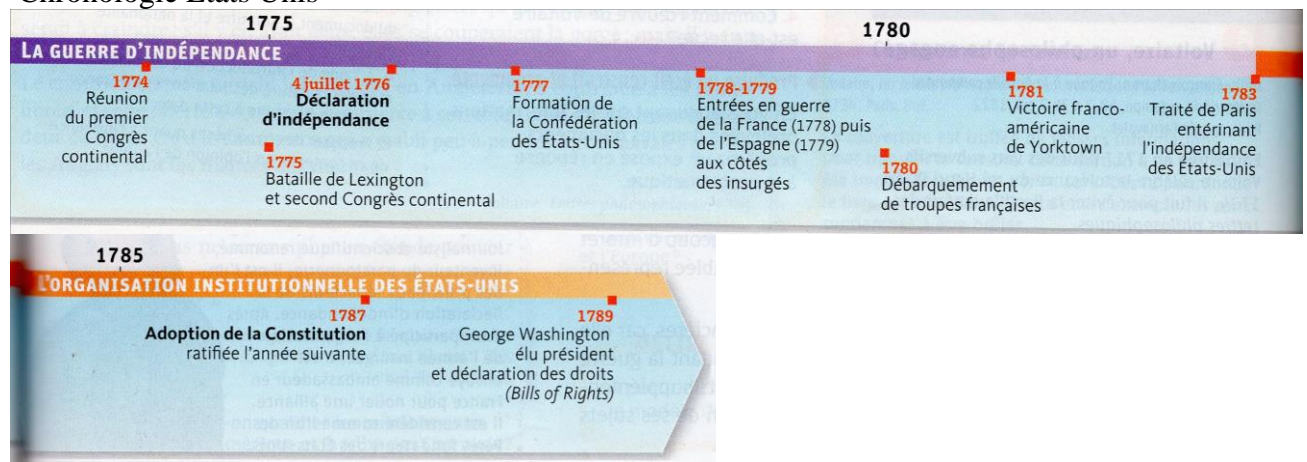 Chronologie États-Unis
1775
1780
LA GUERRE D'INDÉPENDANCE
1774
Réunion
du premier
Congrès
continental
1775
Bataille de Lexington
et second Congrès continental
4 juillet 1776
Déclaration
d'indépendance
1777
Formation de
la Confédération
des États-Unis
1778-1779
Entrées en guerre
de la France (1778) puis
de l'Espagne (1779)
aux côtés
des insurgés
1780
Débarquemement
de troupes françaises
1781
Victoire franco-
américaine
de Yorktown
1783
Traité de Paris
entérinant
l'indépendance
des États-Unis
1785
L'ORGANISATION INSTITUTIONNELLE DES ÉTATS-UNIS
1787
Adoption de la Constitution
ratifiée l'année suivante
1789
George Washington
élu président
et déclaration des droits
(Bills of Rights)